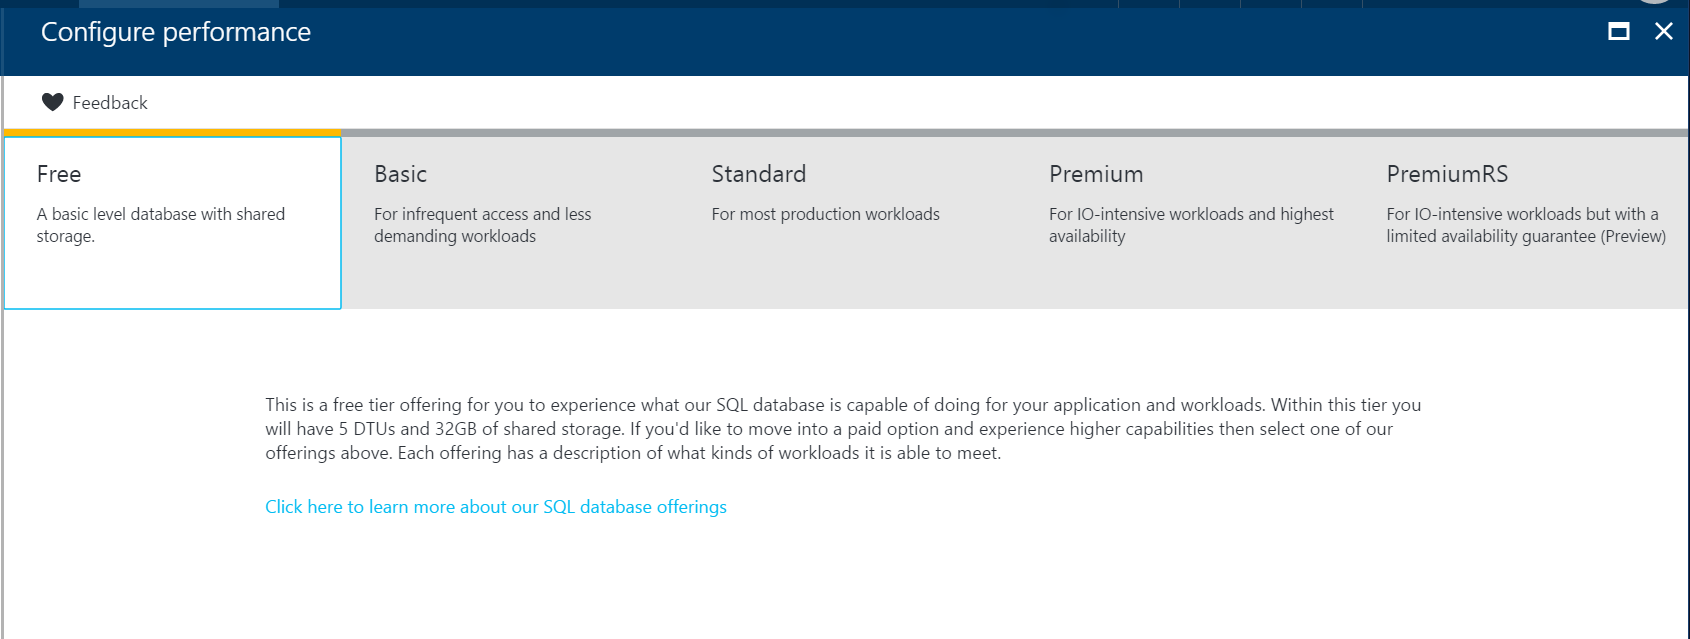 Configure performance
Feedback
Free
A basic level database with shared
storage.
Basic
For infrequent access and less
demanding workloads
Standard
For most production workloads
Premium
For IO-intensive workloads and highest
availability
PremiumRS
For IO-intensive workloads but with a
limited availability guarantee (Preview)
This is a free tier offering for you to experience what our SQL database is capable of doing for your application and workloads. Within this tier you
will have 5 DTUs and 32GB of shared storage. If you'd like to move into a paid option and experience higher capabilities then select one of our
offerings above. Each offering has a description of what kinds of workloads it is able to meet.
Click here to learn more about our SQL database offerings